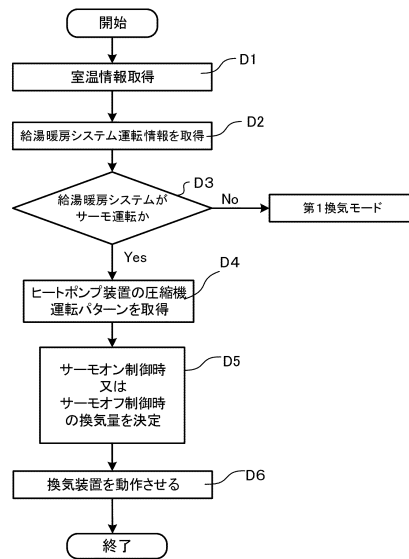 開始
室温情報取得
D1
給湯暖房システム運転情報を取得
D2
給湯暖房システムが
サーモ運転か
D3
No
第1換気モード
Yes
ヒートポンプ装置の圧縮機
運転パターンを取得
D4
サーモオン制御時
又は
サーモオフ制御時
の換気量を決定
D5
換気装置を動作させる
D6
終了